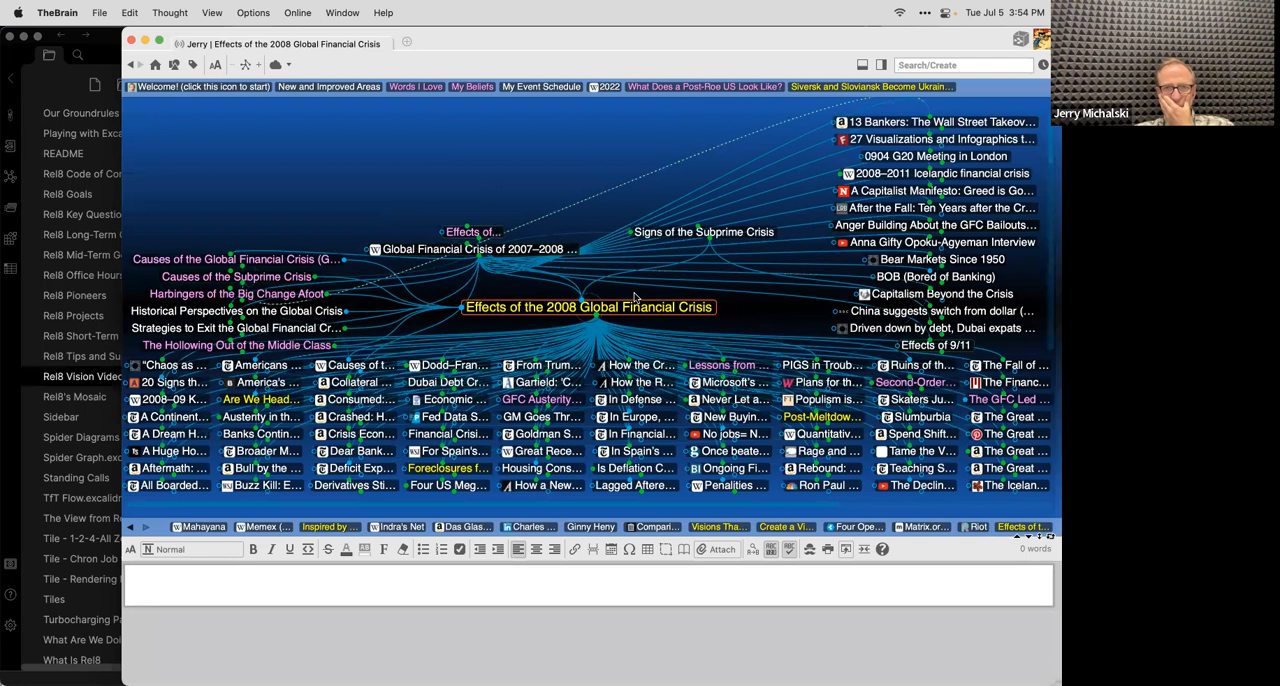 TheBrain File Edit Thought View Options Online Window Help Tue Jul 5 3:54 PM
Jerry | Effects of the 2008 Global Financial Crisis
Search/Create
Welcome! (click this icon to start) New and Improved Areas Words I Love My Beliefs My Event Schedule 2022 What Does a Post-Roe US Look Like? Siversk and Sloviansk Become Ukrain...
Jerry Michalski
Our Groundrules
Playing with Exca
README
Rel8 Code of Con
Rel8 Goals
Rel8 Key Questio
Rel8 Long-Term G
Rel8 Mid-Term G
Rel8 Office Hours
Rel8 Pioneers
Rel8 Projects
Rel8 Short-Term
Rel8 Tips and Su
Rel8 Vision Video
Rel8's Mosaic
Sidebar
Spider Diagrams
Spider Graph.exc
Standing Calls
TfT Flow.excalidr
The View from R
Tile - 1-2-4-All Z
Tile - Chron Job
Tile - Rendering
Tiles
Turbocharging Pa
What Are We Doi
What Is Rel8
13 Bankers: The Wall Street Takeov...
27 Visualizations and Infographics t...
0904 G20 Meeting in London
2008–2011 Icelandic financial crisis
A Capitalist Manifesto: Greed is Go...
After the Fall: Ten Years after the Cr...
Anger Building About the GFC Bailouts...
Anna Gifty Opoku-Agyeman Interview
Bear Markets Since 1950
BOB (Bored of Banking)
Capitalism Beyond the Crisis
China suggests switch from dollar (...
Driven down by debt, Dubai expats ...
Effects of 9/11
Effects of...
Global Financial Crisis of 2007–2008 ...
Signs of the Subprime Crisis
Causes of the Global Financial Crisis (G...
Causes of the Subprime Crisis
Harbingers of the Big Change Afoot
Historical Perspectives on the Global Crisis
Strategies to Exit the Global Financial Cr...
The Hollowing Out of the Middle Class
Effects of the 2008 Global Financial Crisis
"Chaos as ... Americans ... Causes of t... Dodd–Fran... From Trum... How the Cr... Lessons from ... PIGS in Troub... Ruins of th... The Fall of ...
20 Signs th... America's ... Collateral ... Dubai Debt Cr... Garfield: 'C... How the R... Microsoft's... Plans for th... Second-Order... The Financ...
2008–09 K... Are We Head... Consumed:... Economic ... GFC Austerity... In Defense ... Never Let a... Populism is... Skaters Ju... The GFC Led ...
A Continent... Austerity in th... Crashed: H... Fed Data S... GM Goes Thr... In Europe, ... New Buyin... Post-Meltdow... Slumburbia The Great ...
A Dream H... Banks Contin... Crisis Econ... Financial Crisi... Goldman S... In Financial... No jobs= N... Quantitativ... Spend Shift... The Great ...
A Huge Ho... Broader M... Dear Bank... For Spain's... Great Rece... In Spain's... Once beate... Rage and ... Tame the V... The Great ...
Aftermath: ... Bull by the ... Deficit Exp... Foreclosures f... Housing Cons... Is Deflation C... Ongoing Fi... Rebound: ... Teaching S... The Great ...
All Boarded... Buzz Kill: E... Derivatives Sti... Four US Meg... How a New... Lagged Aftere... Penalities ... Ron Paul ... The Declin... The Icelan...
Mahayana Memex (... Inspired by ... Indra's Net Das Glas... Charles ... Ginny Heny Compari... Visions Tha... Create a Vi... Four Ope... Matrix.or... Riot Effects of t...
Normal Attach 0 words